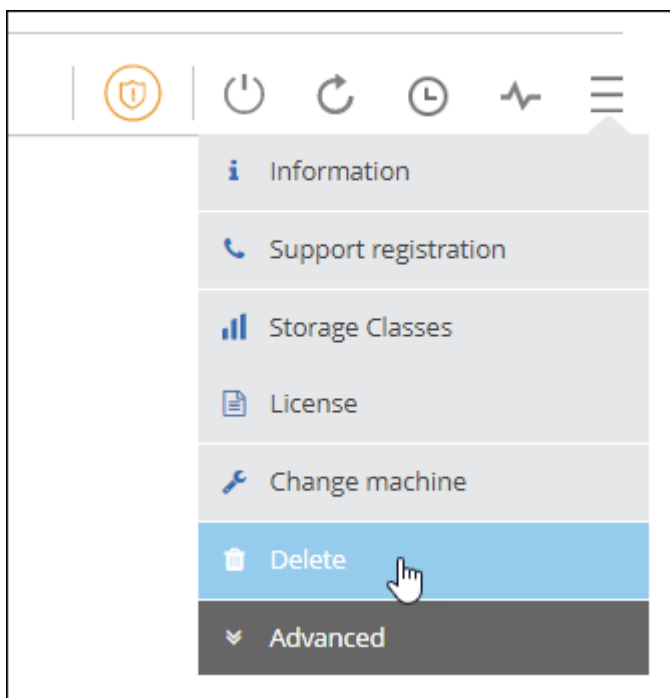 Information
Support registration
Storage Classes
License
Change machine
Delete
Advanced